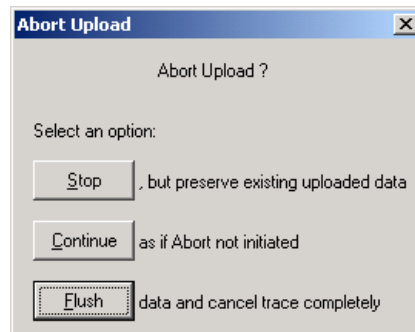 Abort Upload
Abort Upload ?
Select an option:
Stop , but preserve existing uploaded data
Continue as if Abort not initiated
Flush data and cancel trace completely